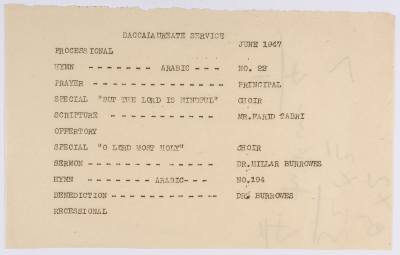 BACCALAUREATE SERVICE
JUNE 1947
PROCESSIONAL
HYMN - - - - - - - ARABIC - - - NO. 22
PRAYER - - - - - - - - - - - - PRINCIPAL
SPECIAL "BUT THE LORD IS MINDFUL" CHOIR
SCRIPTURE - - - - - - - - - - - MR.FARID TABRI
OFFERTORY
SPECIAL "O LORD MOST HOLY" CHOIR
SERMON - - - - - - - - - - - - - DR.MILLAR BURROWES
HYMN - - - - - - - ARABIC- - - NO.194
BENEDICTION - - - - - - - - - - - DR. BURROWES
RECESSIONAL